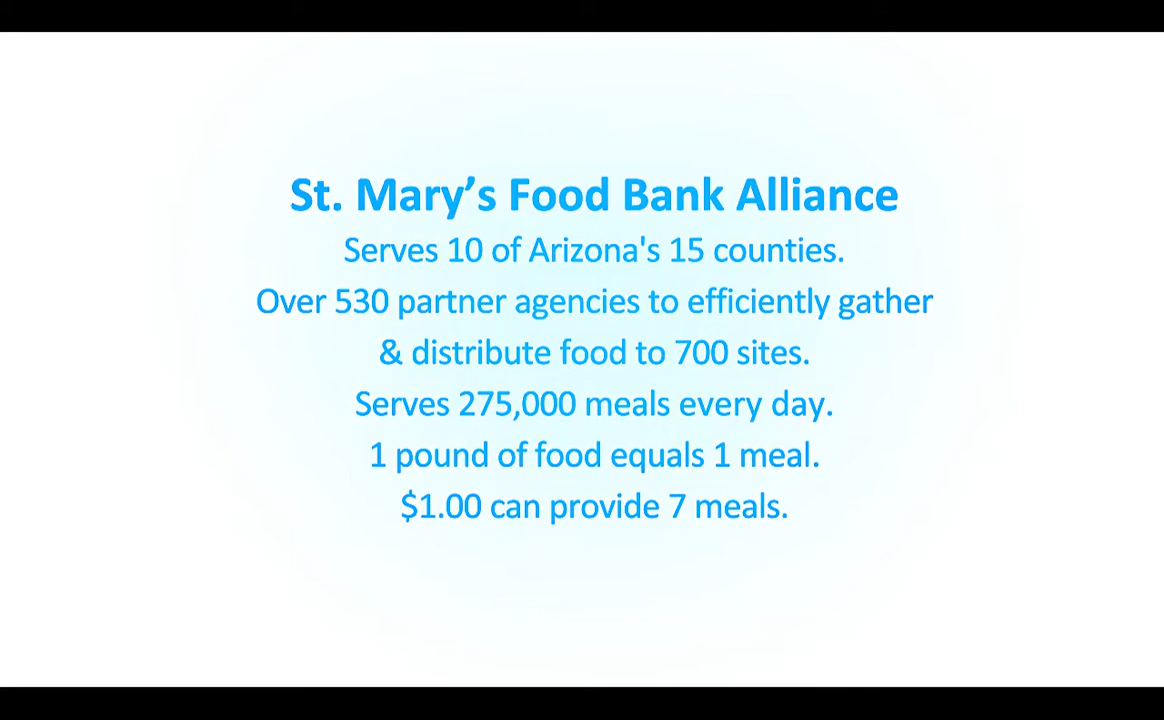 St. Mary’s Food Bank Alliance
Serves 10 of Arizona's 15 counties.
Over 530 partner agencies to efficiently gather
& distribute food to 700 sites.
Serves 275,000 meals every day.
1 pound of food equals 1 meal.
$1.00 can provide 7 meals.